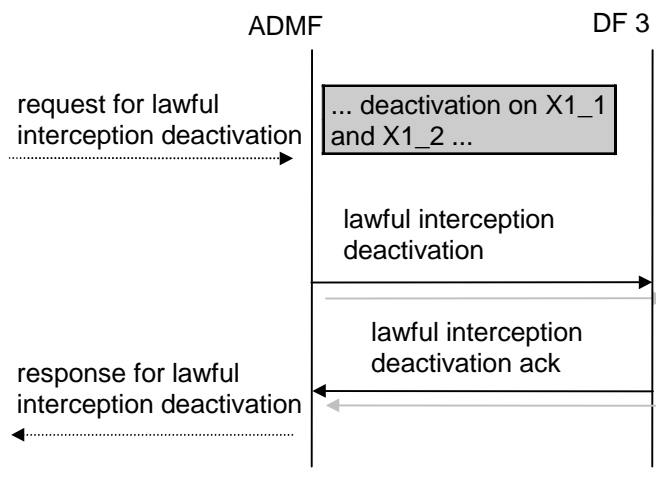 ADMF
DF 3
request for lawful
interception deactivation
... deactivation on X1_1
and X1_2 ...
lawful interception
deactivation
lawful interception
deactivation ack
response for lawful
interception deactivation